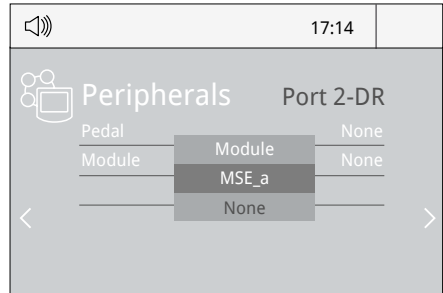 17:14
Peripherals Port 2-DR
Pedal None
Module None
Module
MSE_a
None